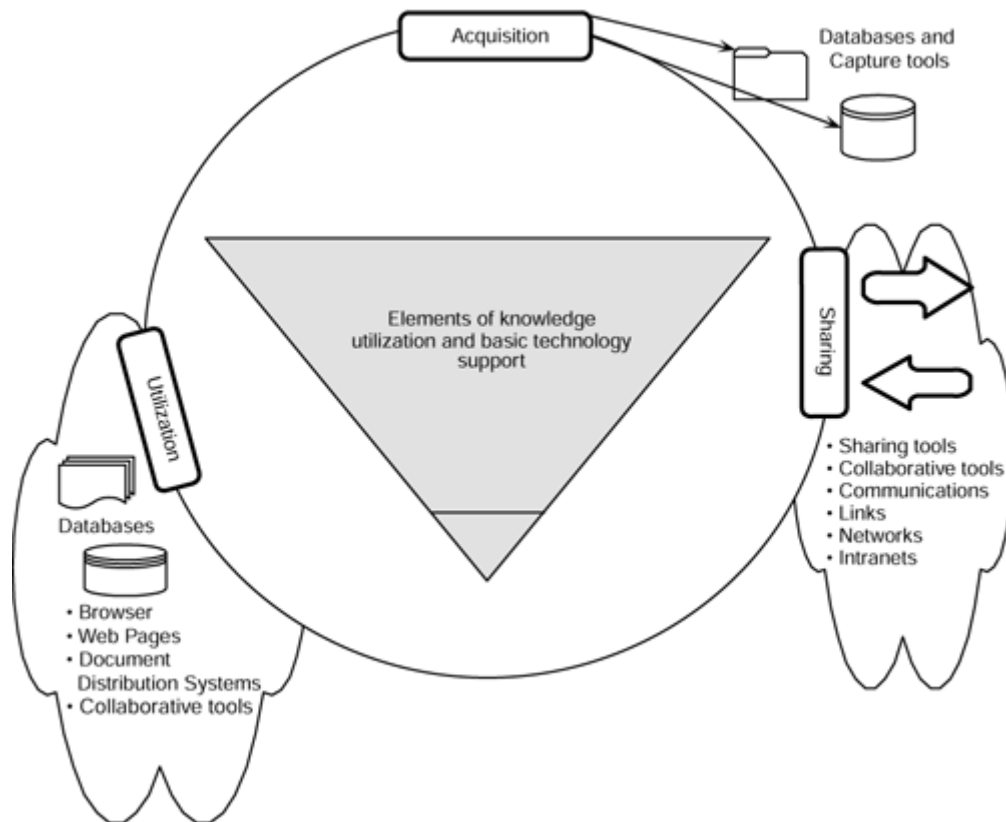 Acquisition
Databases and
Capture tools
Elements of knowledge
utilization and basic technology
support
Sharing
• Sharing tools
• Collaborative tools
• Communications
• Links
• Networks
• Intranets
Utilization
Databases
• Browser
• Web Pages
• Document
Distribution Systems
• Collaborative tools